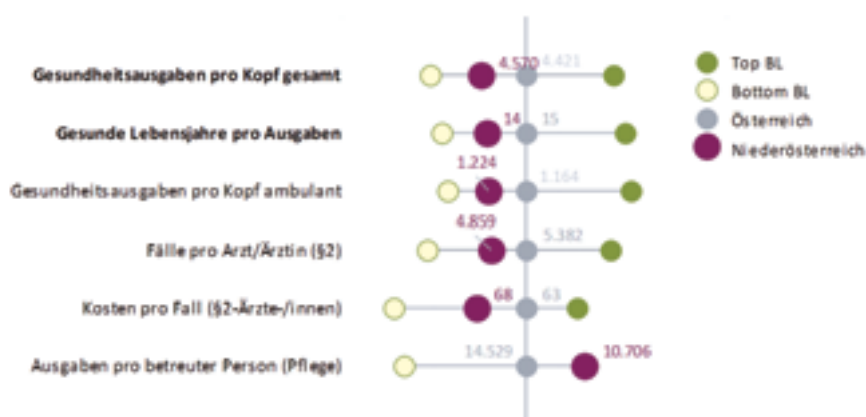 Gesundheitsausgaben pro Kopf gesamt 4.570 4.421
Gesunde Lebensjahre pro Ausgaben 14 15
Gesundheitsausgaben pro Kopf ambulant 1.224 1.164
Fälle pro Arzt/Ärztin (§2) 4.859 5.382
Kosten pro Fall (§2-Ärzte-/innen) 68 63
Ausgaben pro betreuter Person (Pflege) 14.529 10.706
Top BL
Bottom BL
Österreich
Niederösterreich